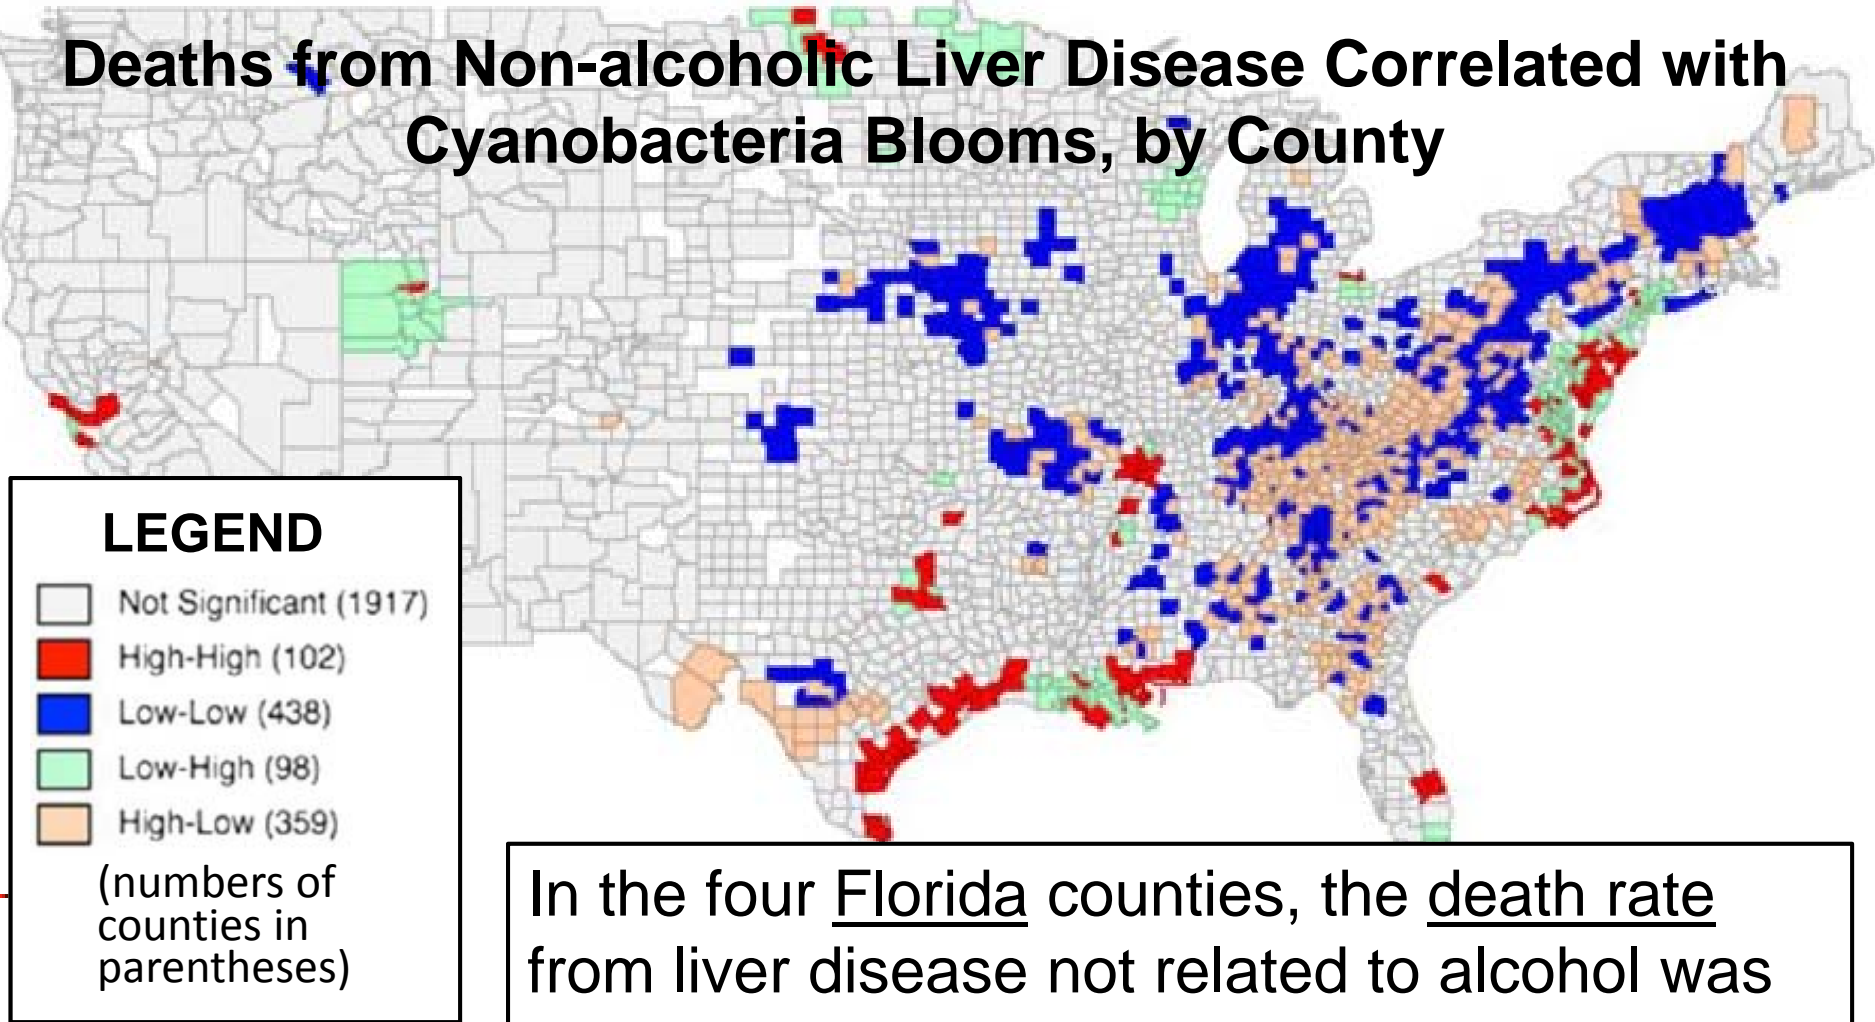 Deaths from Non-alcoholic Liver Disease Correlated with
Cyanobacteria Blooms, by County
LEGEND
Not Significant (1917)
High-High (102)
Low-Low (438)
Low-High (98)
High-Low (359)
(numbers of
counties in
parentheses)
In the four Florida counties, the death rate
from liver disease not related to alcohol was